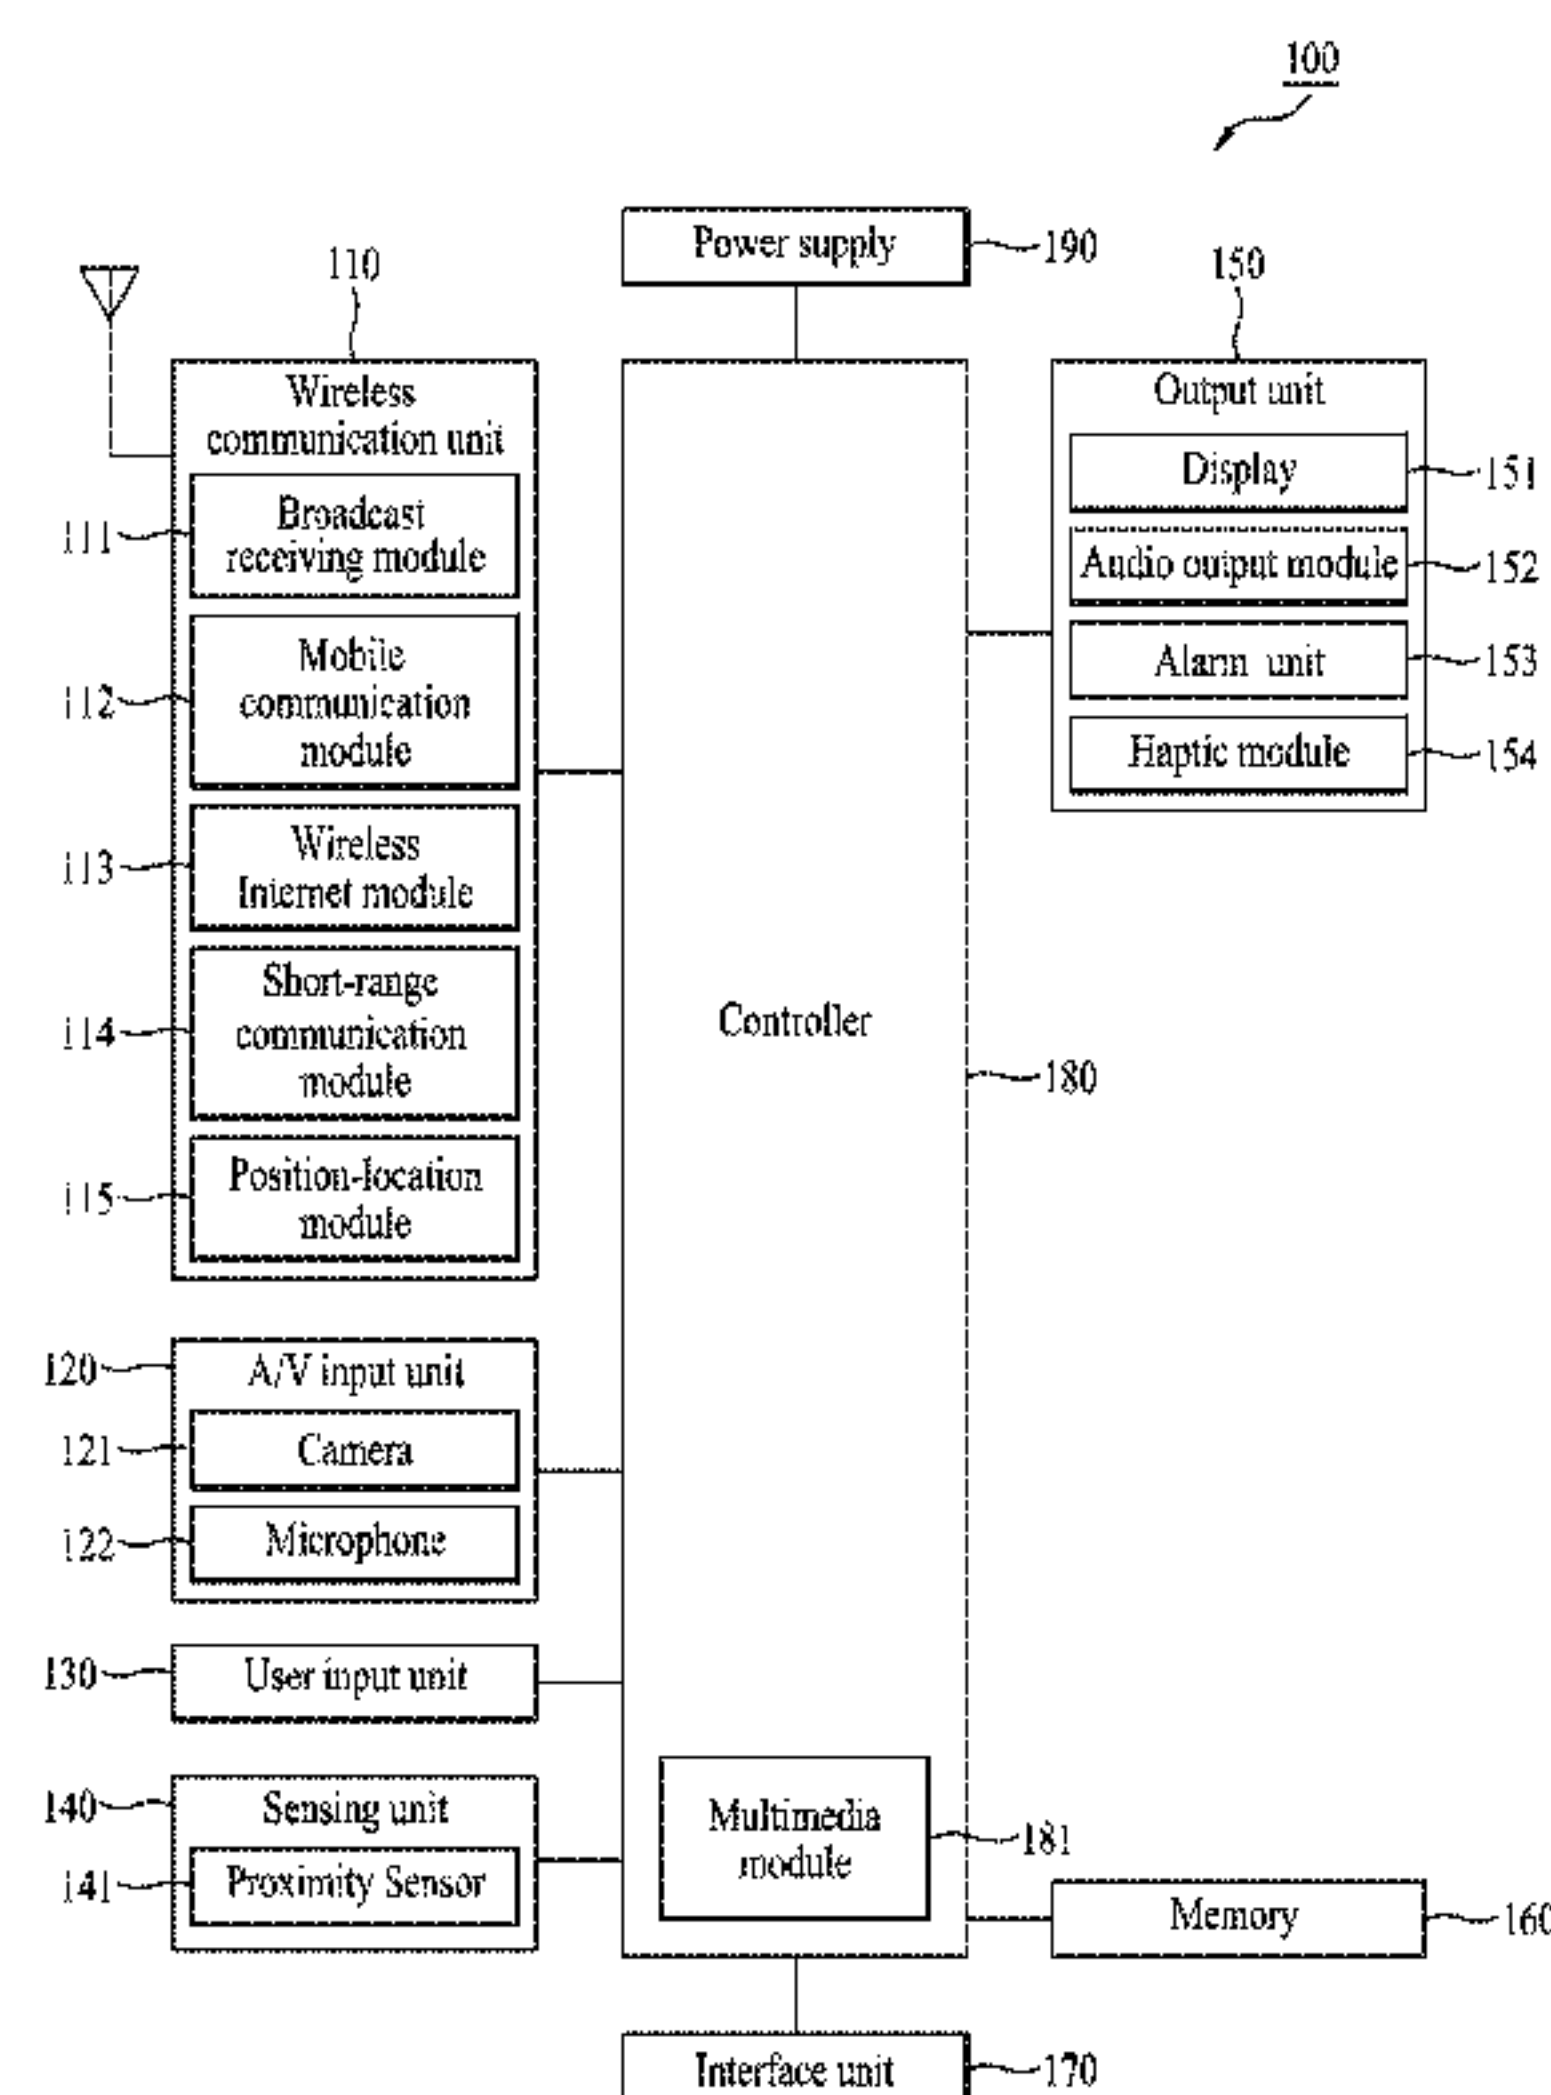 100
Power supply
190
110
150
Wireless
communication unit
Broadcast
receiving module
111
Mobile
communication
module
112
Wireless
Internet module
113
Short-range
communication
module
114
Position-location
module
115
Output unit
Display
151
Audio output module
152
Alarm unit
153
Haptic module
154
Controller
180
120
A/V input unit
121
Camera
122
Microphone
130
User input unit
140
Sensing unit
141
Proximity Sensor
Multimedia
module
181
Memory
160
Interface unit
170